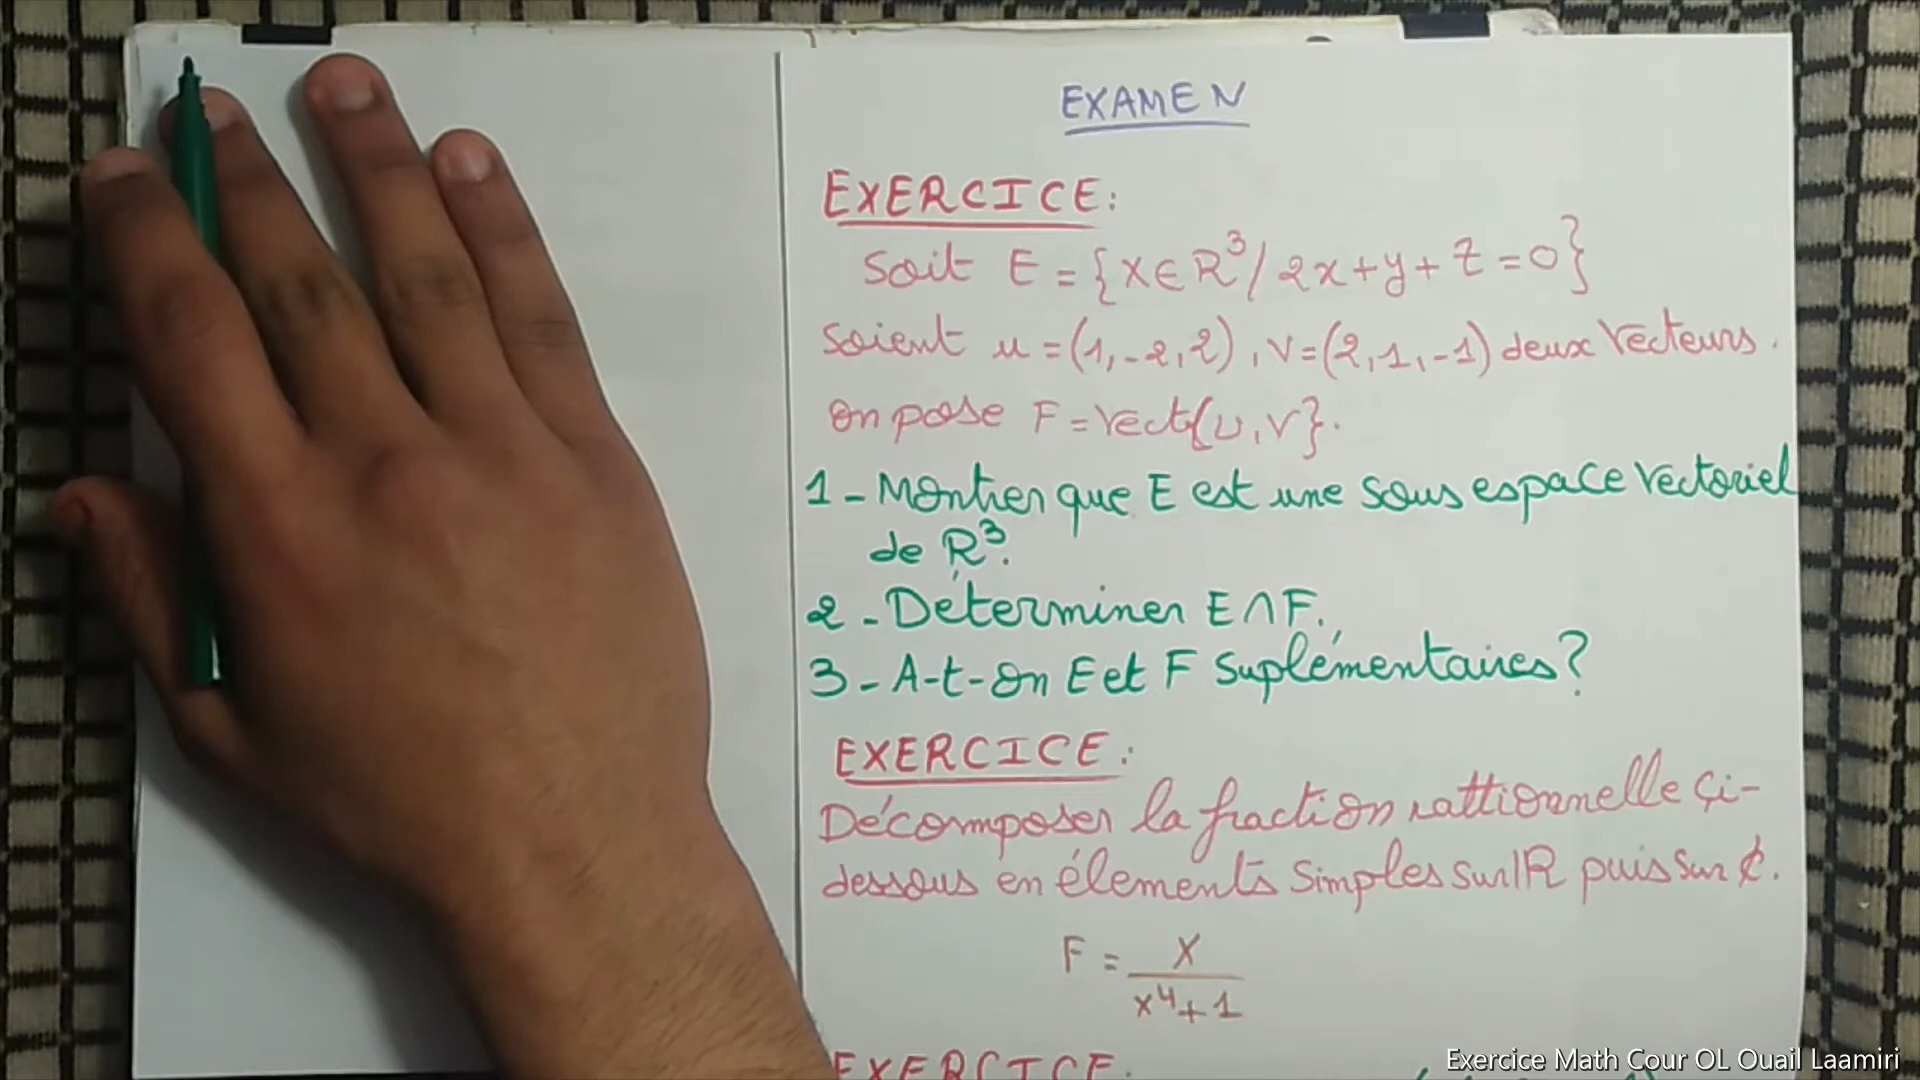 EXAMEN
EXERCICE:
Soit E = {X∈R³/ 2x+y+z=0}
Soient u=(1,-2,2), V=(2,1,-1) deux Vecteurs.
On pose F=Vect{U,V}.
1-Montrer que E est une sous espace Vectoriel
de R³.
2-Déterminer E∩F.
3-A-t-on E et F Suplémentaires?
EXERCICE:
Décomposer la fraction rattionnelle çi-
dessous en élements Simples sur IR puis sur ₵.
F = X / x⁴+1
EXERCICE:
Exercice Math Cour OL Ouail Laamiri